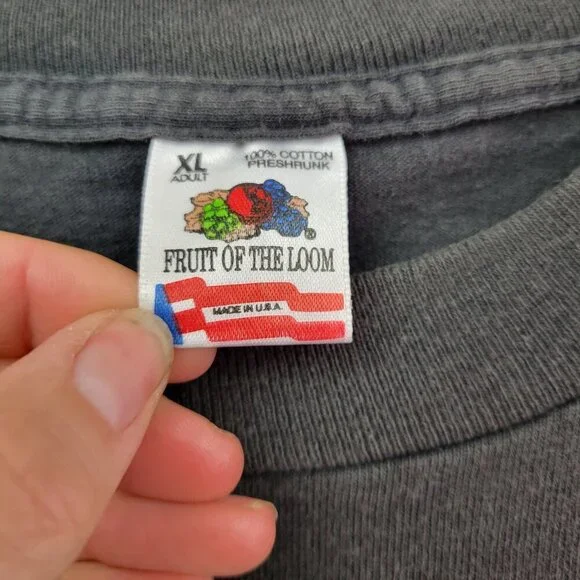 XL
ADULT
100% COTTON
PRESHRUNK
®
FRUIT OF THE LOOM
MADE IN U.S.A.